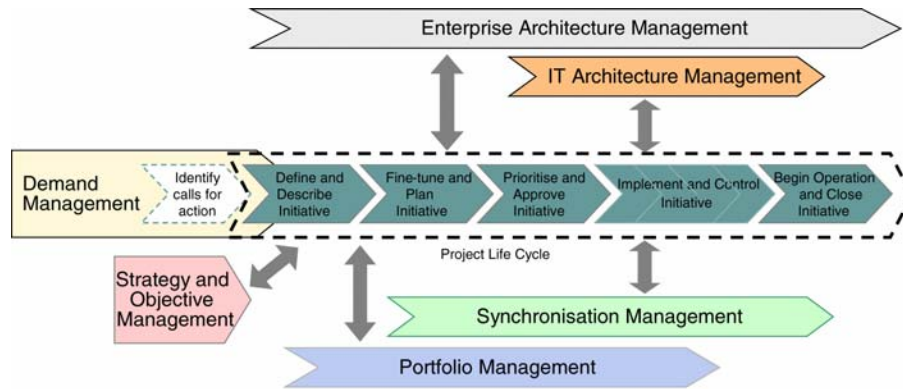 Enterprise Architecture Management
IT Architecture Management
Demand
Management
Identify
calls for
action
Define and
Describe
Initiative
Fine-tune and
Plan
Initiative
Prioritise and
Approve
Initiative
Implement and Control
Initiative
Begin Operation
and Close
Initiative
Project Life Cycle
Strategy and
Objective
Management
Synchronisation Management
Portfolio Management